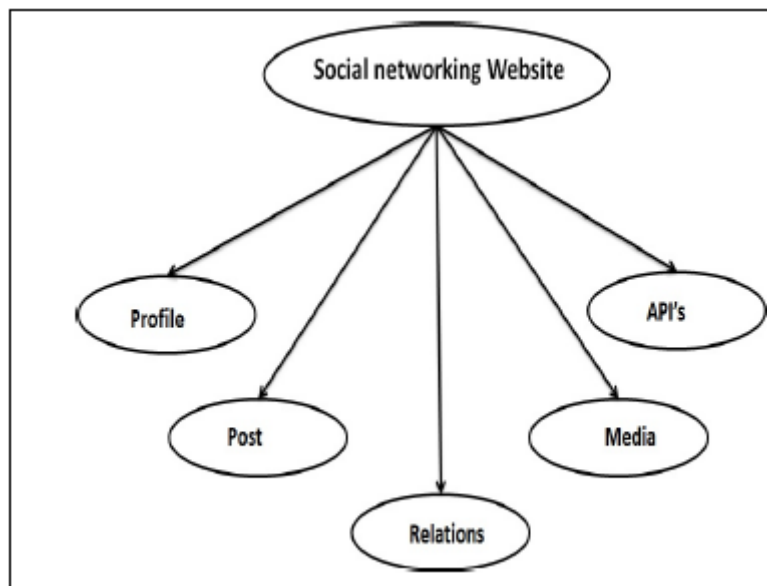 Social networking Website
Profile
API's
Post
Media
Relations